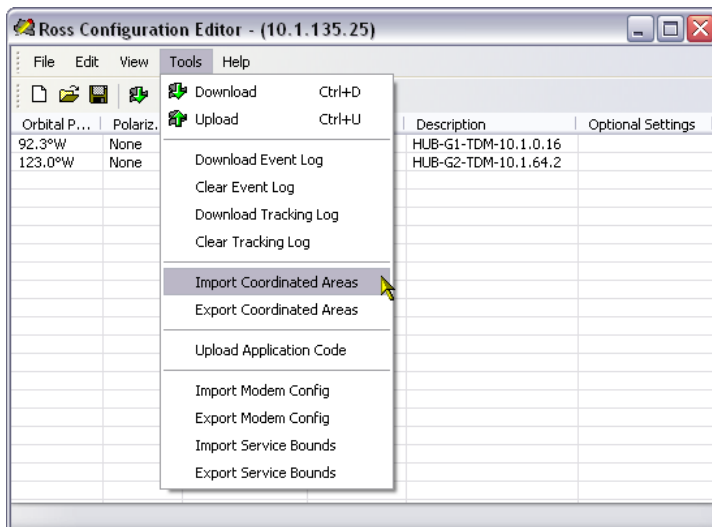 Ross Configuration Editor - (10.1.135.25)
File Edit View Tools Help
Download Ctrl+D
Upload Ctrl+U
Download Event Log
Clear Event Log
Download Tracking Log
Clear Tracking Log
Import Coordinated Areas
Export Coordinated Areas
Upload Application Code
Import Modem Config
Export Modem Config
Import Service Bounds
Export Service Bounds
Orbital P... Polariz. Description Optional Settings
92.3°W None HUB-G1-TDM-10.1.0.16
123.0°W None HUB-G2-TDM-10.1.64.2